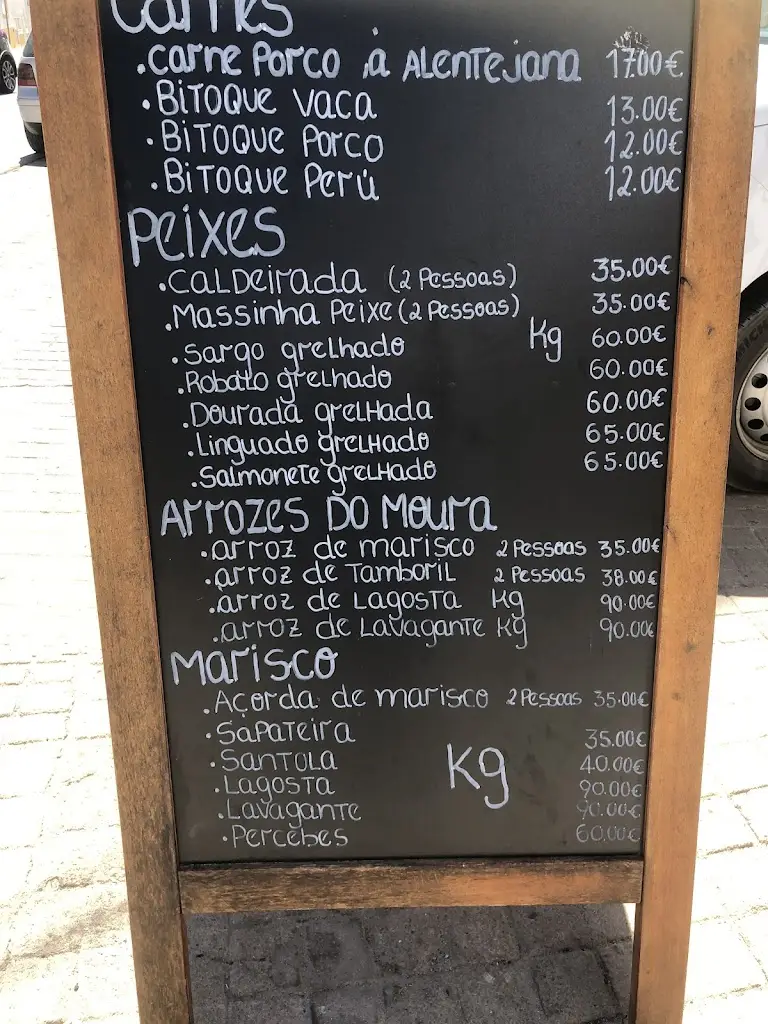 Carnes
.Carne Porco à Alentejana 17.00€
.Bitoque Vaca 13.00€
.Bitoque Porco 12.00€
.Bitoque Perú 12.00€
Peixes
.Caldeirada (2 Pessoas) 35.00€
.Massinha Peixe (2 Pessoas) 35.00€
.Sargo grelhado Kg 60.00€
.Robalo grelhado 60.00€
.Dourada grelhada 60.00€
.Linguado grelhado 65.00€
.Salmonete grelhado 65.00€
Arrozes do Moura
.arroz de marisco 2 Pessoas 35.00€
.arroz de Tamboril 2 Pessoas 38.00€
.arroz de Lagosta Kg 90.00€
.arroz de Lavagante Kg 90.00€
Marisco
.Açorda de marisco 2 Pessoas 35.00€
.Sapateira 35.00€
.Santola Kg 40.00€
.Lagosta 90.00€
.Lavagante 90.00€
.Percebes 60.00€